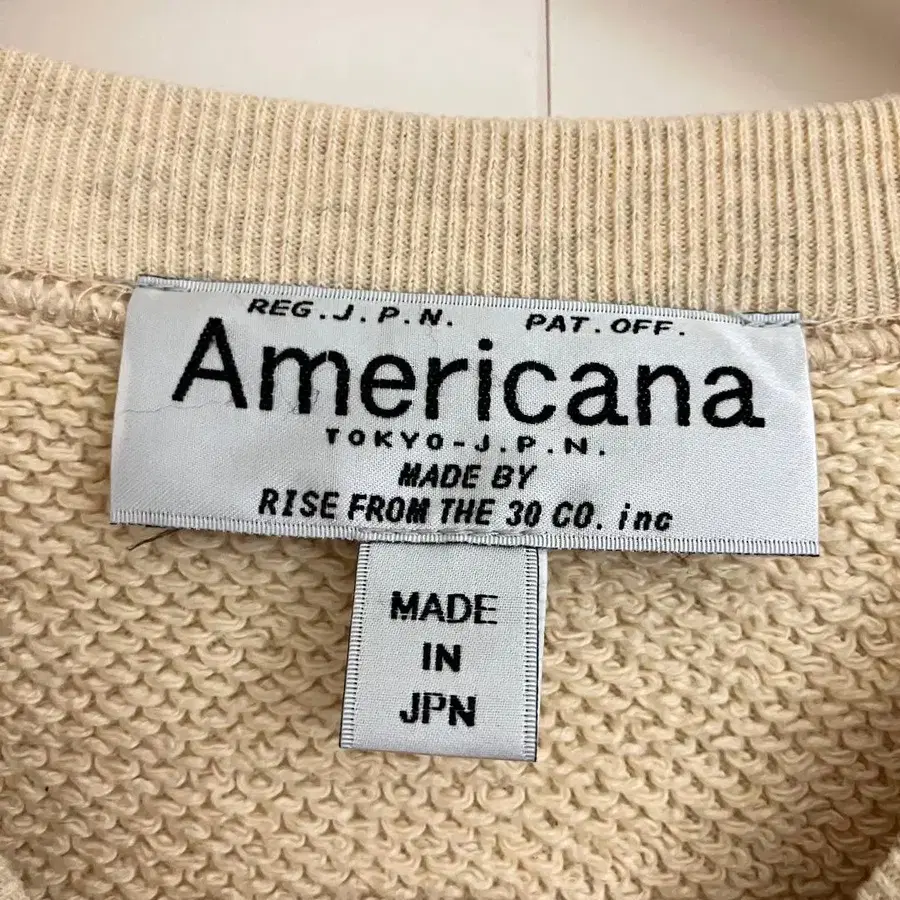 REG.J.P.N. PAT.OFF.
Americana
TOKYO-J.P.N.
MADE BY
RISE FROM THE 30 CO. inc
MADE
IN
JPN